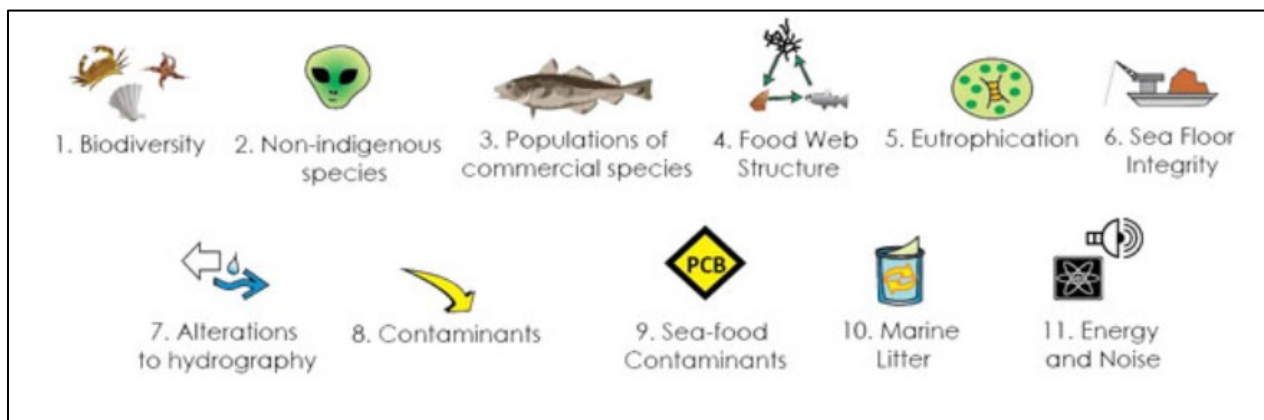 1. Biodiversity
2. Non-indigenous
species
3. Populations of
commercial species
4. Food Web
Structure
5. Eutrophication
6. Sea Floor
Integrity
7. Alterations
to hydrography
8. Contaminants
PCB
9. Sea-food
Contaminants
10. Marine
Litter
11. Energy
and Noise